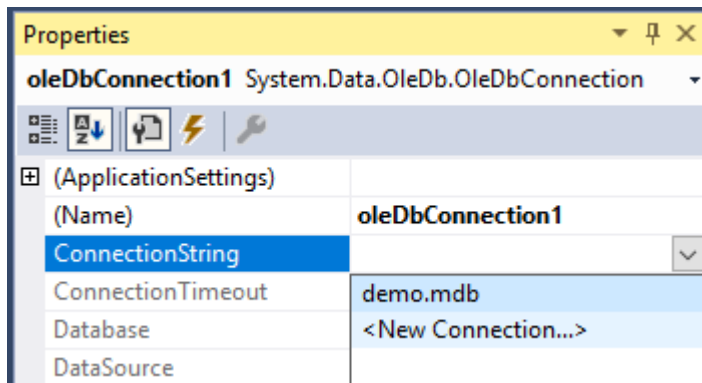 Properties
oleDbConnection1 System.Data.OleDb.OleDbConnection
(ApplicationSettings)
(Name) oleDbConnection1
ConnectionString
ConnectionTimeout demo.mdb
Database <New Connection...>
DataSource